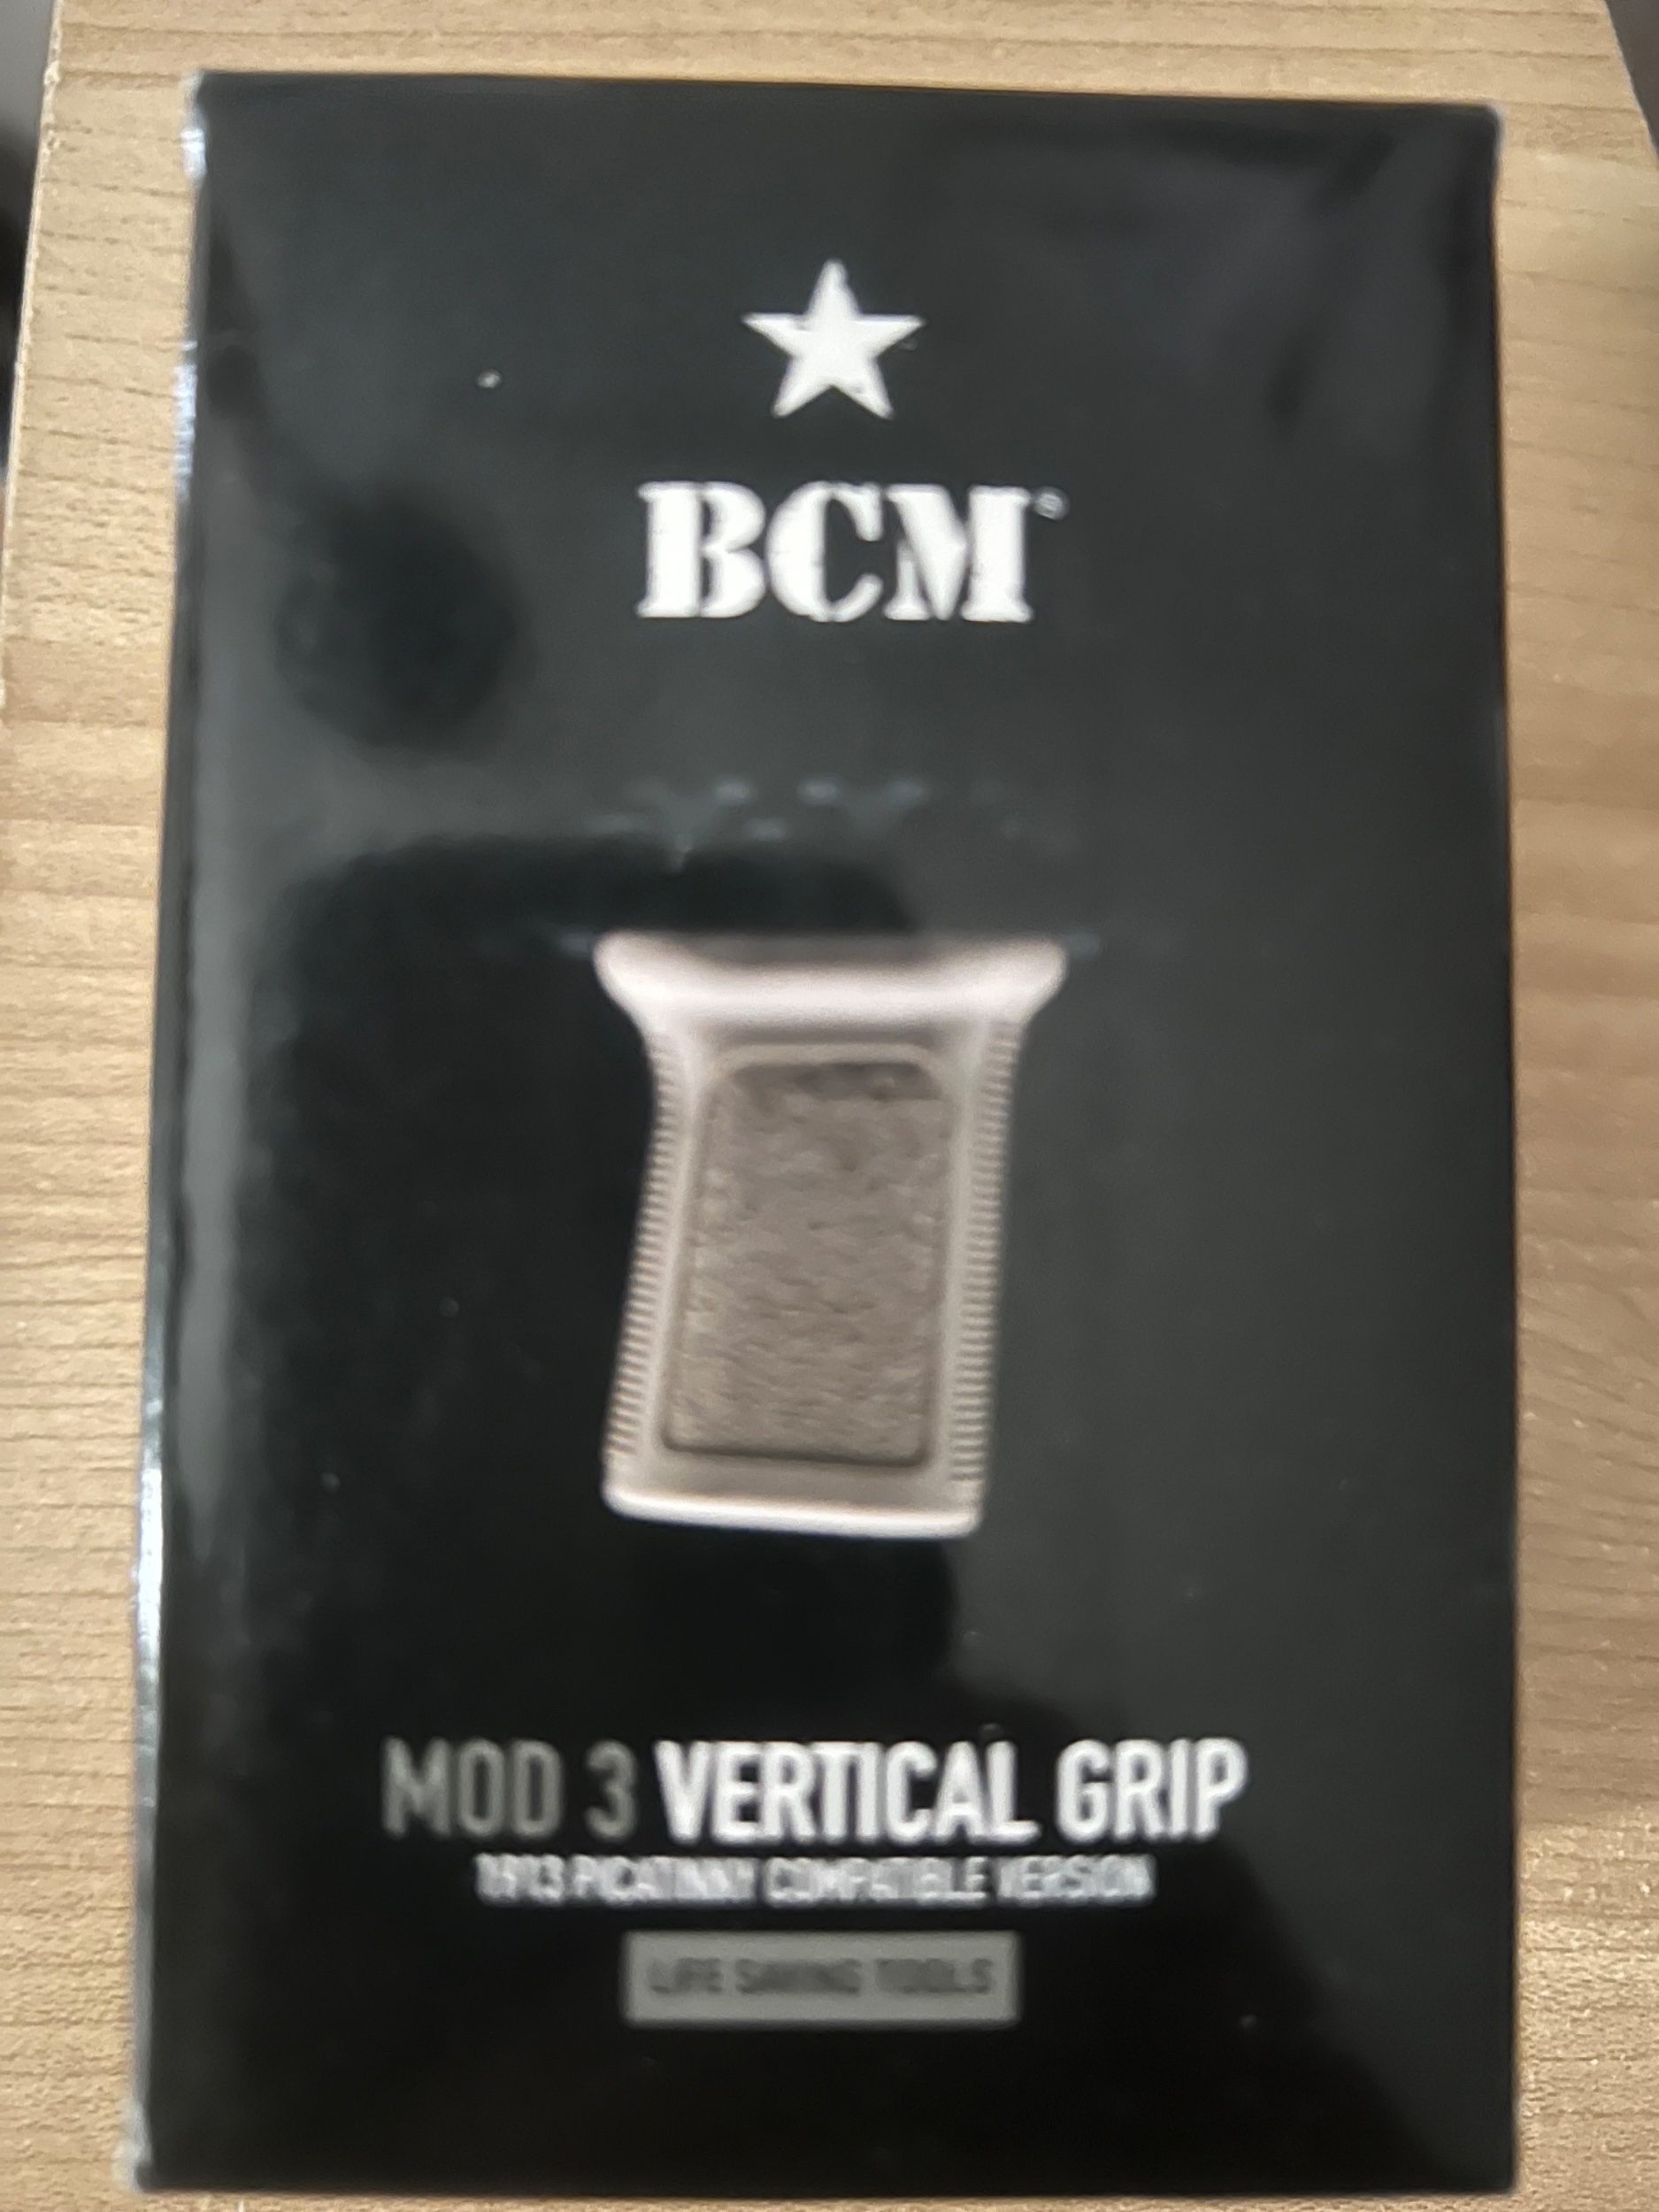 BCM®
MOD 3 VERTICAL GRIP
1913 PICATINNY COMPATIBLE VERSION
LIFE SAVING TOOLS